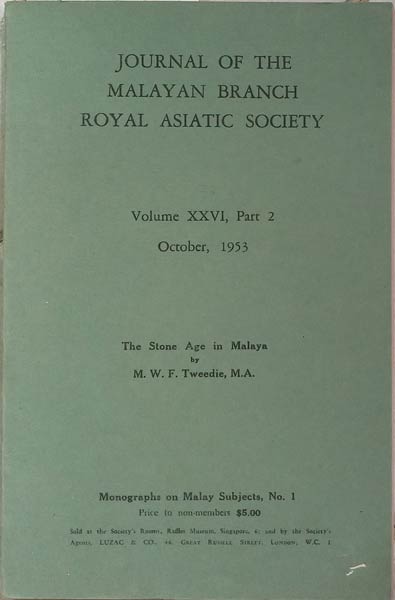 JOURNAL OF THE
MALAYAN BRANCH
ROYAL ASIATIC SOCIETY
Volume XXVI, Part 2
October, 1953
The Stone Age in Malaya
by
M. W. F. Tweedie, M.A.
Monographs on Malay Subjects, No. 1
Price to non-members $5.00
Sold at the Society's Rooms, Raffles Museum, Singapore, 6; and by the Society's
Agents, LUZAC & CO., 46, GREAT RUSSELL STREET, LONDON, W.C. 1